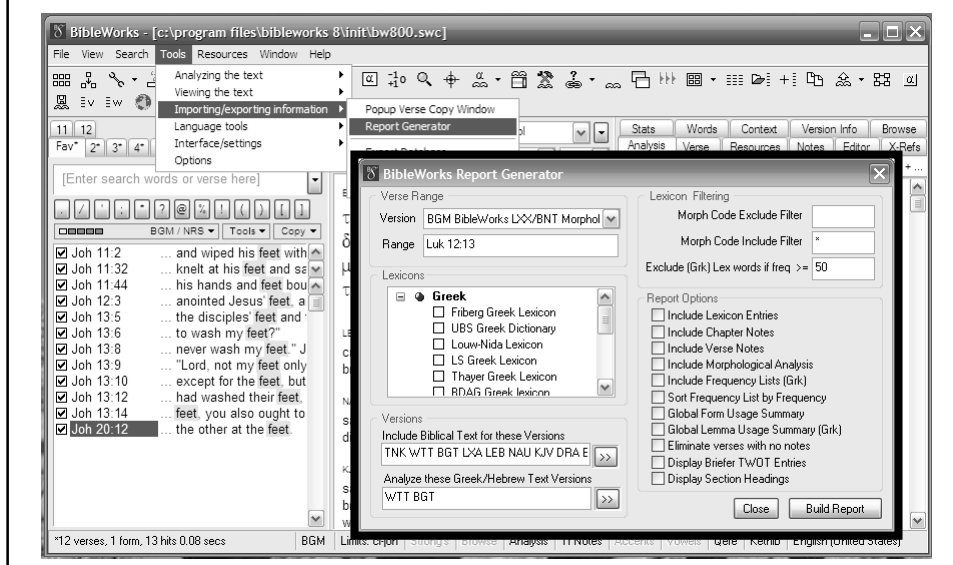 BibleWorks - [c:\program files\bibleworks 8\init\bw800.swc]
File View Search Tools Resources Window Help
Analyzing the text
Viewing the text
Importing/exporting information
Language tools
Interface/settings
Options
Popup Verse Copy Window
Report Generator
11 12
Fav* 2* 3* 4*
Stats Words Context Version Info Browse
Analysis Verse Resources Notes Editor X-Refs
[Enter search words or verse here]
. / ' ; * ? @ % ! ( ) [ ]
BGM / NRS Tools Copy
Joh 11:2 ... and wiped his feet with
Joh 11:32 ... knelt at his feet and sa
Joh 11:44 ... his hands and feet bou
Joh 12:3 ... anointed Jesus' feet, a
Joh 13:5 ... the disciples' feet and
Joh 13:6 ... to wash my feet?"
Joh 13:8 ... never wash my feet." J
Joh 13:9 ... "Lord, not my feet only
Joh 13:10 ... except for the feet, but
Joh 13:12 ... had washed their feet,
Joh 13:14 ... feet, you also ought to
Joh 20:12 ... the other at the feet.
BibleWorks Report Generator
Verse Range
Version BGM BibleWorks LXX/BNT Morphol
Range Luk 12:13
Lexicons
Greek
Friberg Greek Lexicon
UBS Greek Dictionary
Louw-Nida Lexicon
LS Greek Lexicon
Thayer Greek Lexicon
BDAG Greek lexicon
Versions
Include Biblical Text for these Versions
TNK WTT BGT LXA LEB NAU KJV DRA E
>>
Analyze these Greek/Hebrew Text Versions
WTT BGT
>>
Lexicon Filtering
Morph Code Exclude Filter
Morph Code Include Filter *
Exclude (Grk) Lex words if freq >= 50
Report Options
Include Lexicon Entries
Include Chapter Notes
Include Verse Notes
Include Morphological Analysis
Include Frequency Lists (Grk)
Sort Frequency List by Frequency
Global Form Usage Summary
Global Lemma Usage Summary (Grk)
Eliminate verses with no notes
Display Briefer TWOT Entries
Display Section Headings
Close Build Report
*12 verses, 1 form, 13 hits 0.08 secs BGM Strong's Browse Analysis Accents Vowels Qere Kethib English (United States)